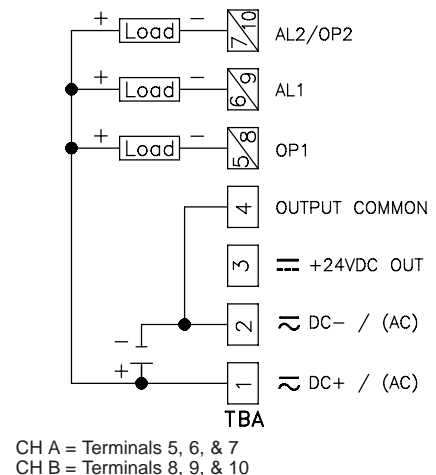 + Load − 7/10 AL2/OP2
+ Load − 6/9 AL1
+ Load − 5/8 OP1
4 OUTPUT COMMON
3 +24VDC OUT
− 2 DC− / (AC)
+ 1 DC+ / (AC)
TBA
CH A = Terminals 5, 6, & 7
CH B = Terminals 8, 9, & 10